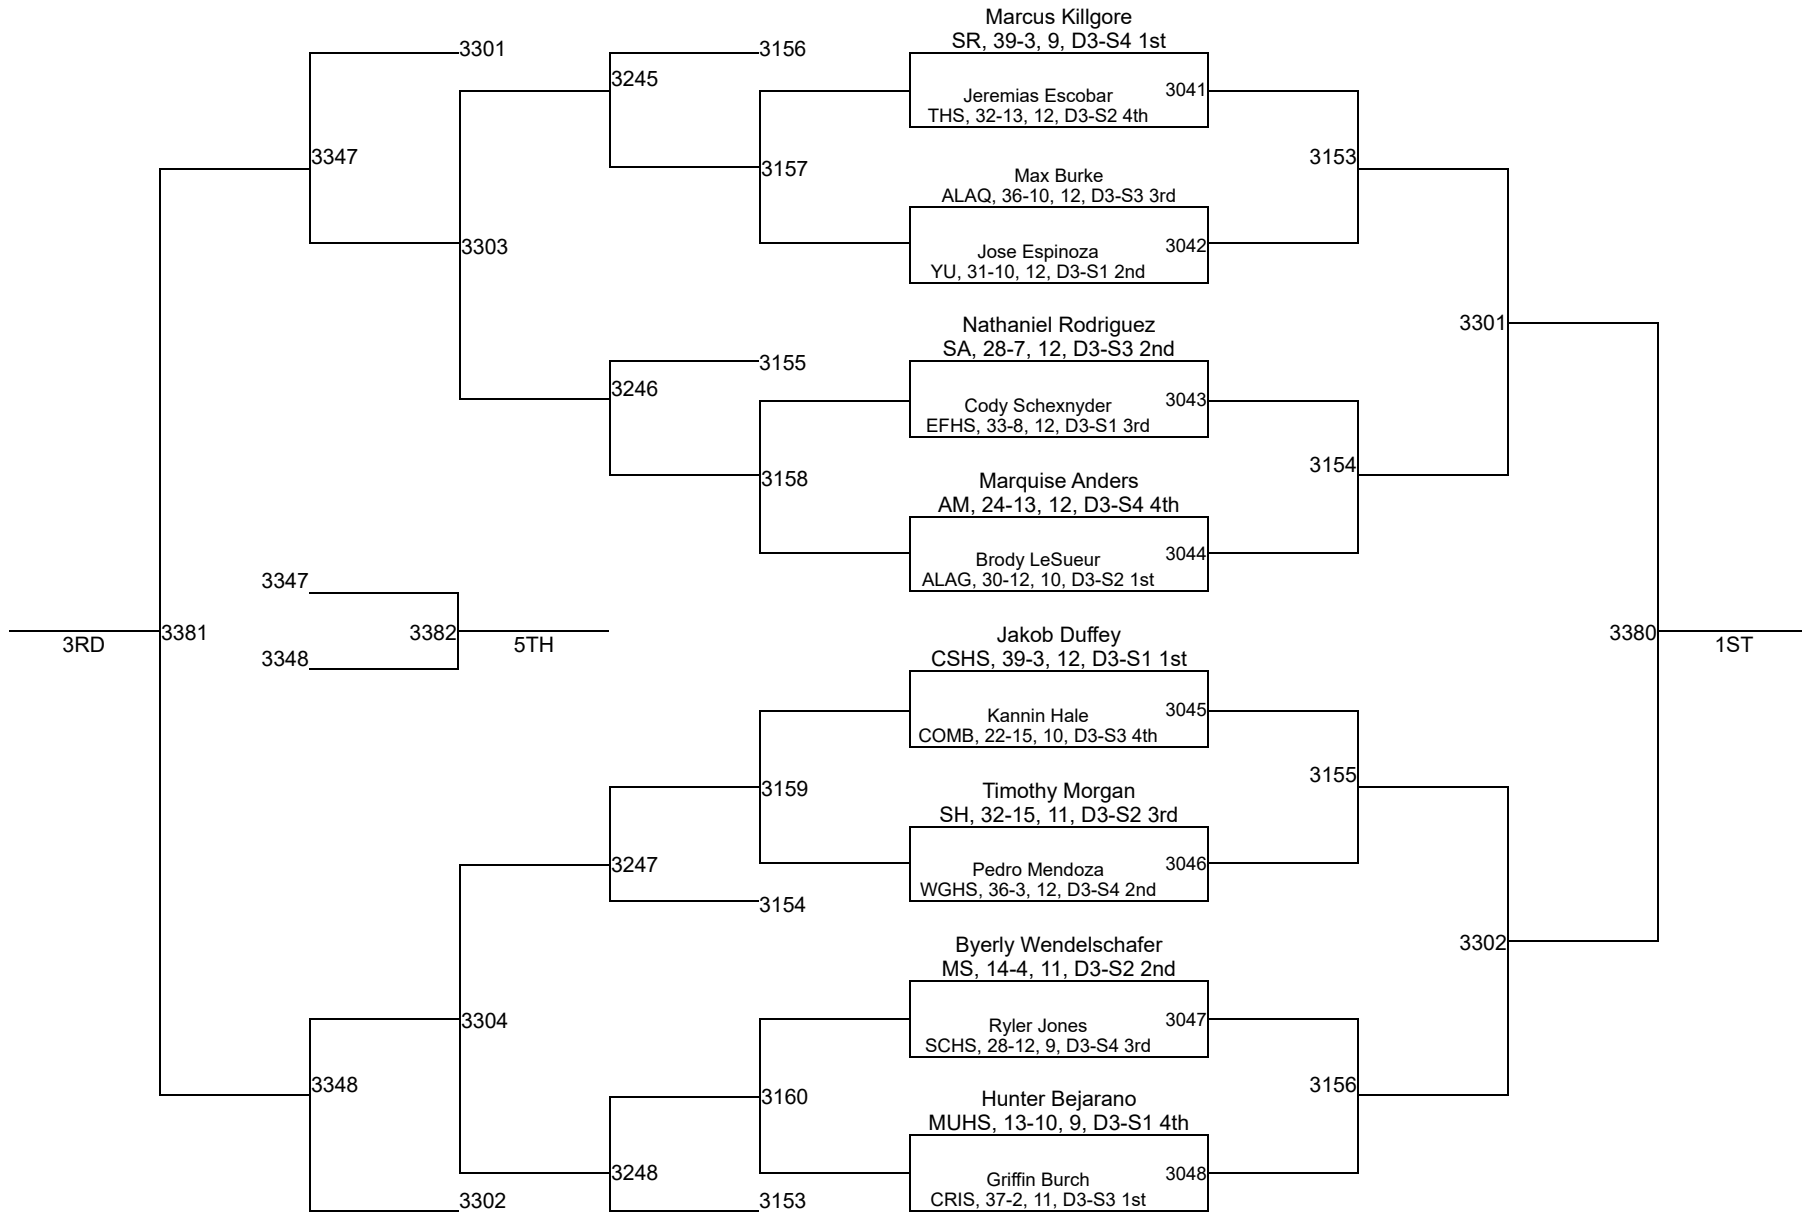 Marcus Killgore
SR, 39-3, 9, D3-S4 1st
3301
3156
3245
Jeremias Escobar
3041
THS, 32-13, 12, D3-S2 4th
3347
3157
3153
Max Burke
ALAQ, 36-10, 12, D3-S3 3rd
3303
Jose Espinoza
3042
YU, 31-10, 12, D3-S1 2nd
Nathaniel Rodriguez
3301
SA, 28-7, 12, D3-S3 2nd
3155
3246
Cody Schexnyder
3043
EFHS, 33-8, 12, D3-S1 3rd
3158
3154
Marquise Anders
AM, 24-13, 12, D3-S4 4th
Brody LeSueur
3044
ALAG, 30-12, 10, D3-S2 1st
3347
3RD
3381
3382
5TH
3348
Jakob Duffey
3380
1ST
CSHS, 39-3, 12, D3-S1 1st
Kannin Hale
3045
COMB, 22-15, 10, D3-S3 4th
3159
3155
Timothy Morgan
SH, 32-15, 11, D3-S2 3rd
3247
Pedro Mendoza
3046
WGHS, 36-3, 12, D3-S4 2nd
3154
Byerly Wendelschafer
3302
MS, 14-4, 11, D3-S2 2nd
3304
Ryler Jones
3047
SCHS, 28-12, 9, D3-S4 3rd
3348
3160
3156
Hunter Bejarano
MUHS, 13-10, 9, D3-S1 4th
3248
Griffin Burch
3048
CRIS, 37-2, 11, D3-S3 1st
3302
3153